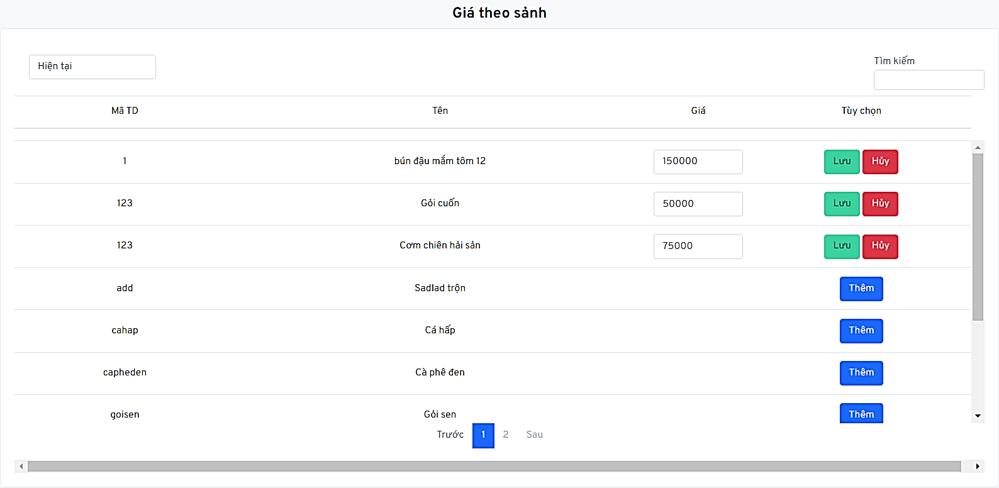 Giá theo sảnh
Hiện tại
Tìm kiếm
Mã TD Tên Giá Tùy chọn
1 bún đậu mắm tôm 12 150000 Lưu Hủy
123 Gỏi cuốn 50000 Lưu Hủy
123 Cơm chiên hải sản 75000 Lưu Hủy
add Sadlad trộn Thêm
cahap Cá hấp Thêm
capheden Cà phê đen Thêm
goisen Gỏi sen Thêm
Trước 1 2 Sau